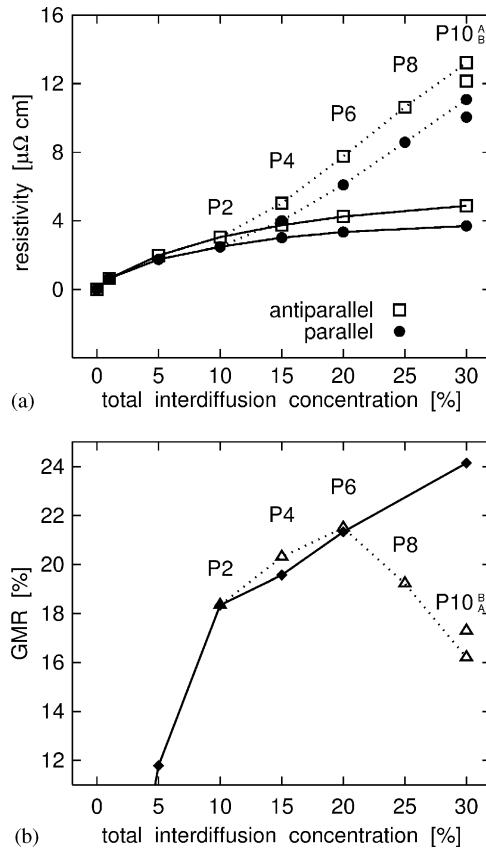 16
12
8
4
0
resistivity [μΩ cm]
P2
P4
P6
P8
P10 A B
antiparallel
parallel
0 5 10 15 20 25 30
(a) total interdiffusion concentration [%]
24
22
20
18
16
14
12
GMR [%]
P2
P4
P6
P8
P10 B A
0 5 10 15 20 25 30
(b) total interdiffusion concentration [%]